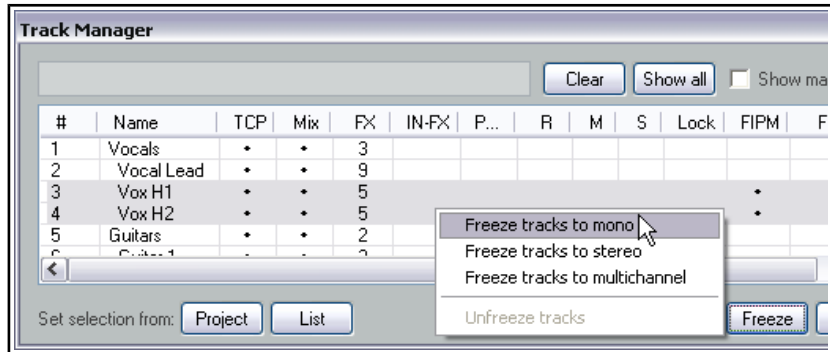 Track Manager
Clear Show all Show ma
# Name TCP Mix FX IN-FX P... R M S Lock FIPM F
1 Vocals • • 3
2 Vocal Lead • • 9
3 Vox H1 • • 5 •
4 Vox H2 • • 5 •
5 Guitars • • 2
Freeze tracks to mono
Freeze tracks to stereo
Freeze tracks to multichannel
Unfreeze tracks
Set selection from: Project List Freeze